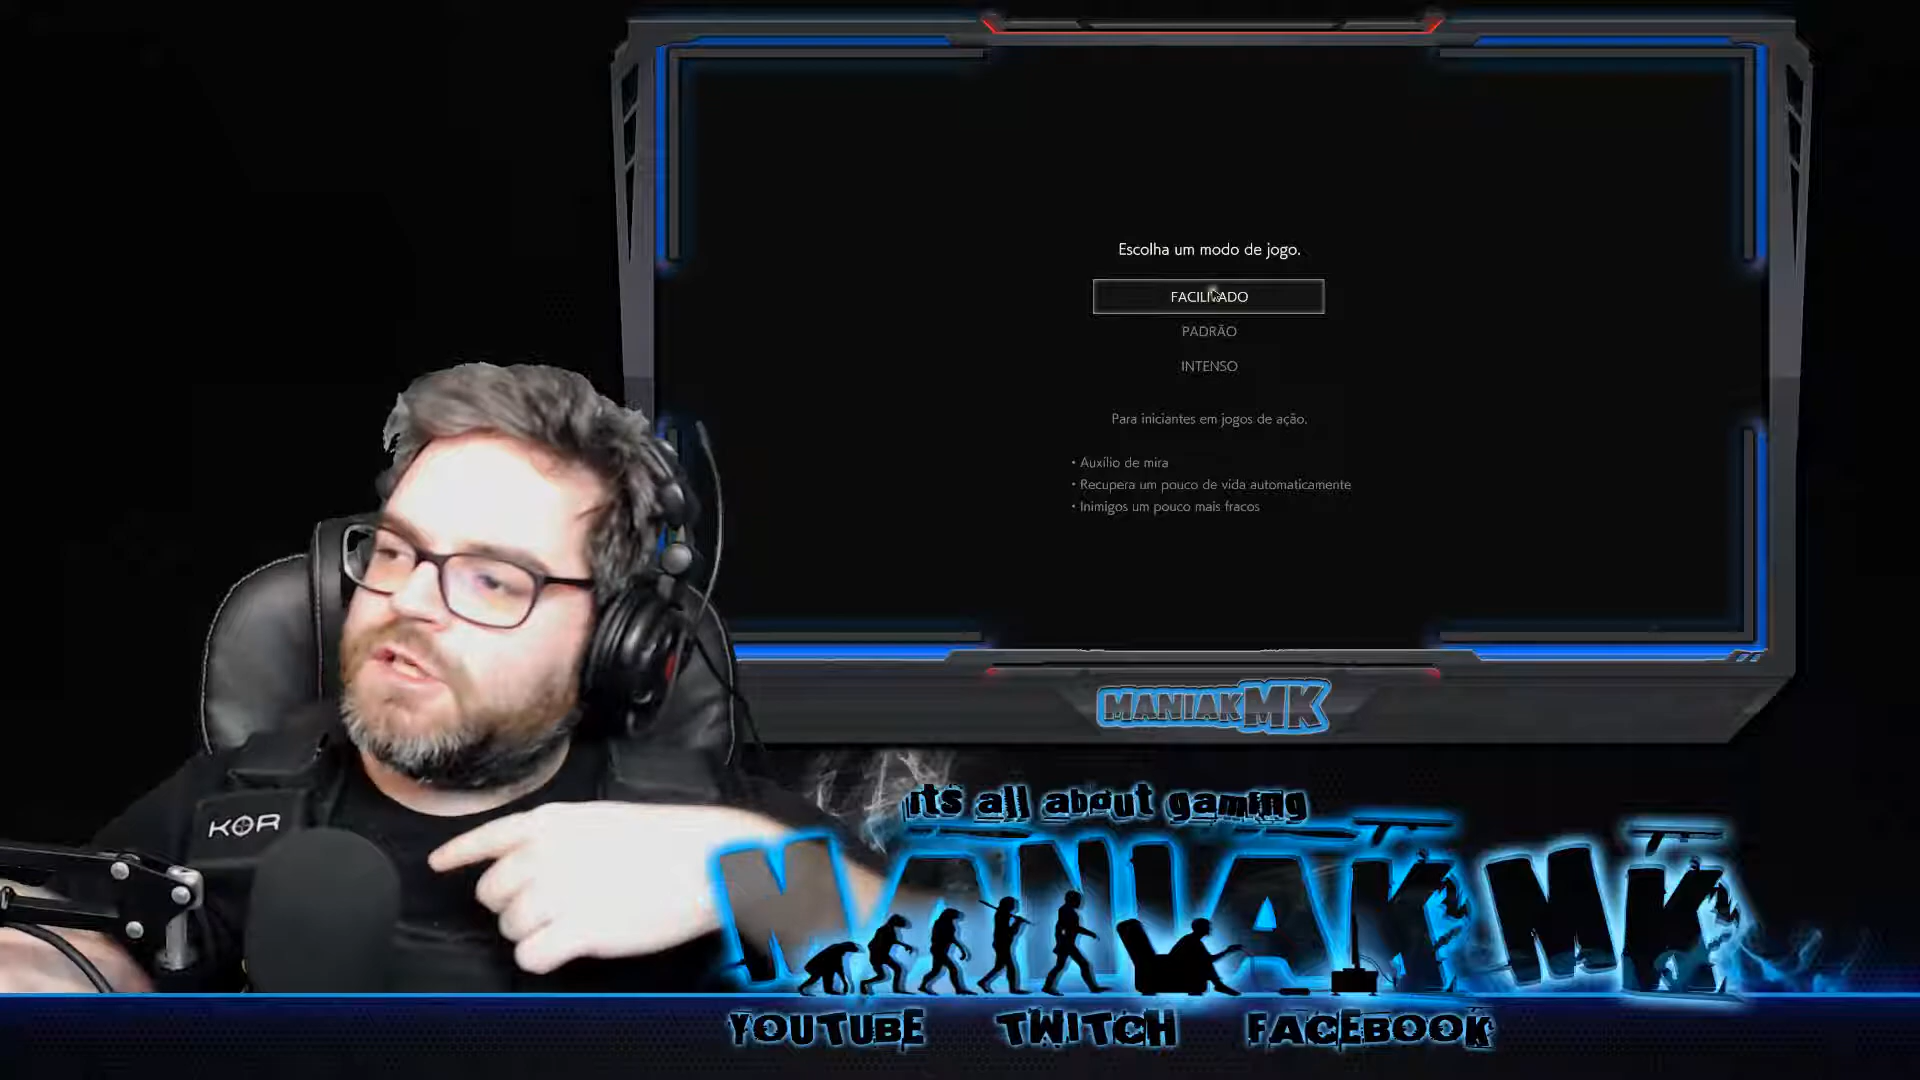 Escolha um modo de jogo.
FACILITADO
PADRÃO
INTENSO
Para iniciantes em jogos de ação.
• Auxílio de mira
• Recupera um pouco de vida automaticamente
• Inimigos um pouco mais fracos
MANIAKMK
KOR
its all about gaming
MANIAK MK
YOUTUBE TWITCH FACEBOOK